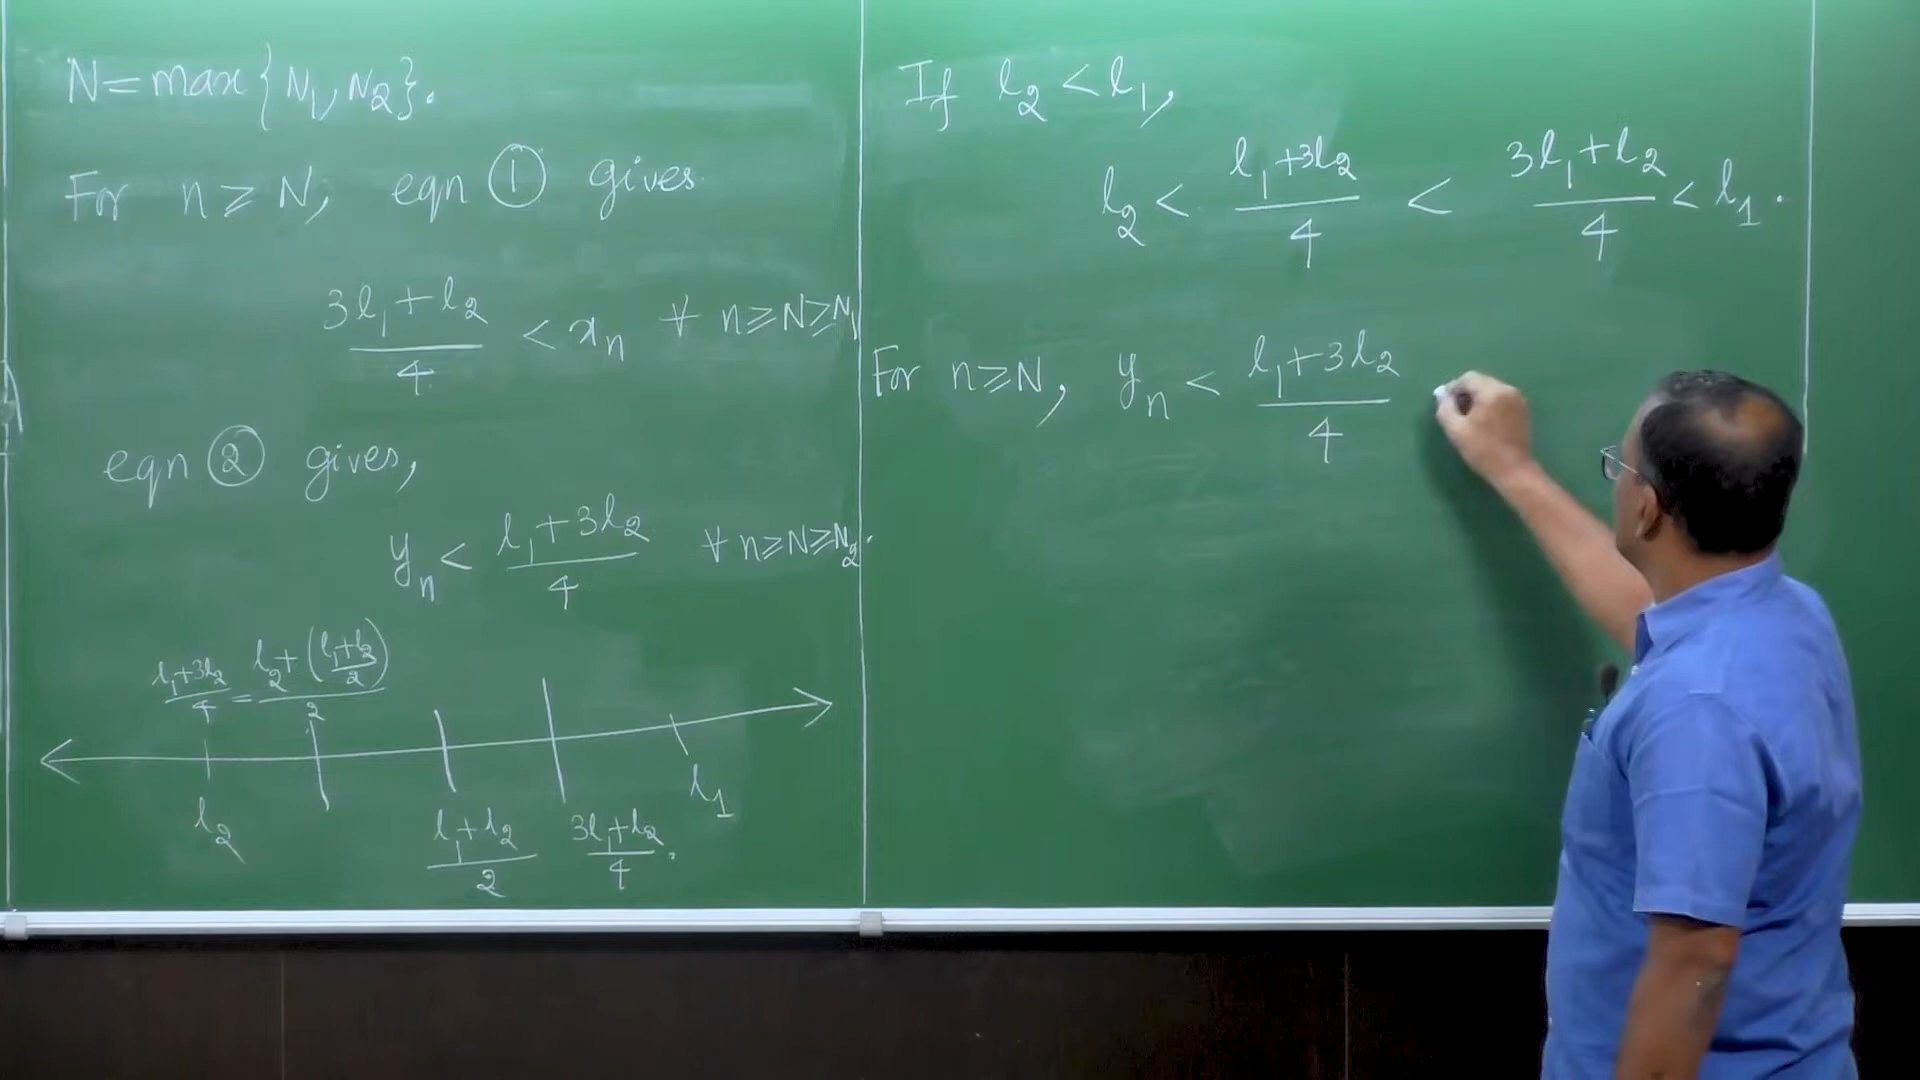 N = max {N₁, N₂}.
For n ≥ N, eqn ① gives
(3l₁ + l₂)/4 < xₙ ∀ n ≥ N ≥ N₁
eqn ② gives,
yₙ < (l₁ + 3l₂)/4 ∀ n ≥ N ≥ N₂.
(l₁+3l₂)/4 = (l₂ + ((l₁+l₂)/2))/2
l₂ (l₁+l₂)/2 (3l₁+l₂)/4. l₁
If l₂ < l₁,
l₂ < (l₁+3l₂)/4 < (3l₁+l₂)/4 < l₁.
For n ≥ N, yₙ < (l₁+3l₂)/4